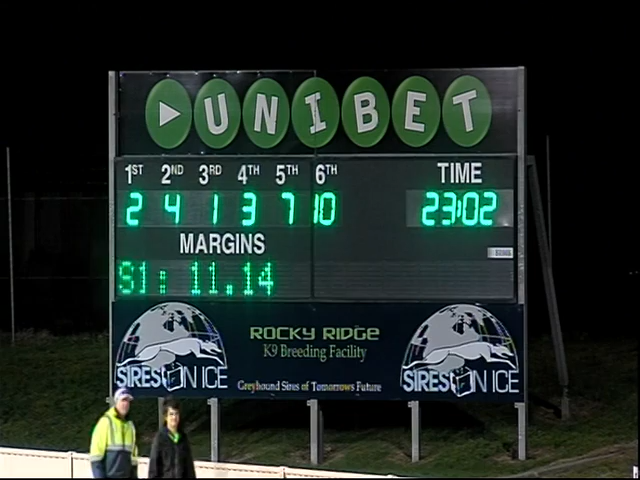 UNIBET
1ST 2ND 3RD 4TH 5TH 6TH TIME
2 4 1 3 7 10 23:02
MARGINS
S1: 11.14
ROCKY RIDGE
K9 Breeding Facility
SIRES ON ICE
Greyhound Sires of Tomorrows Future
SIRES ON ICE